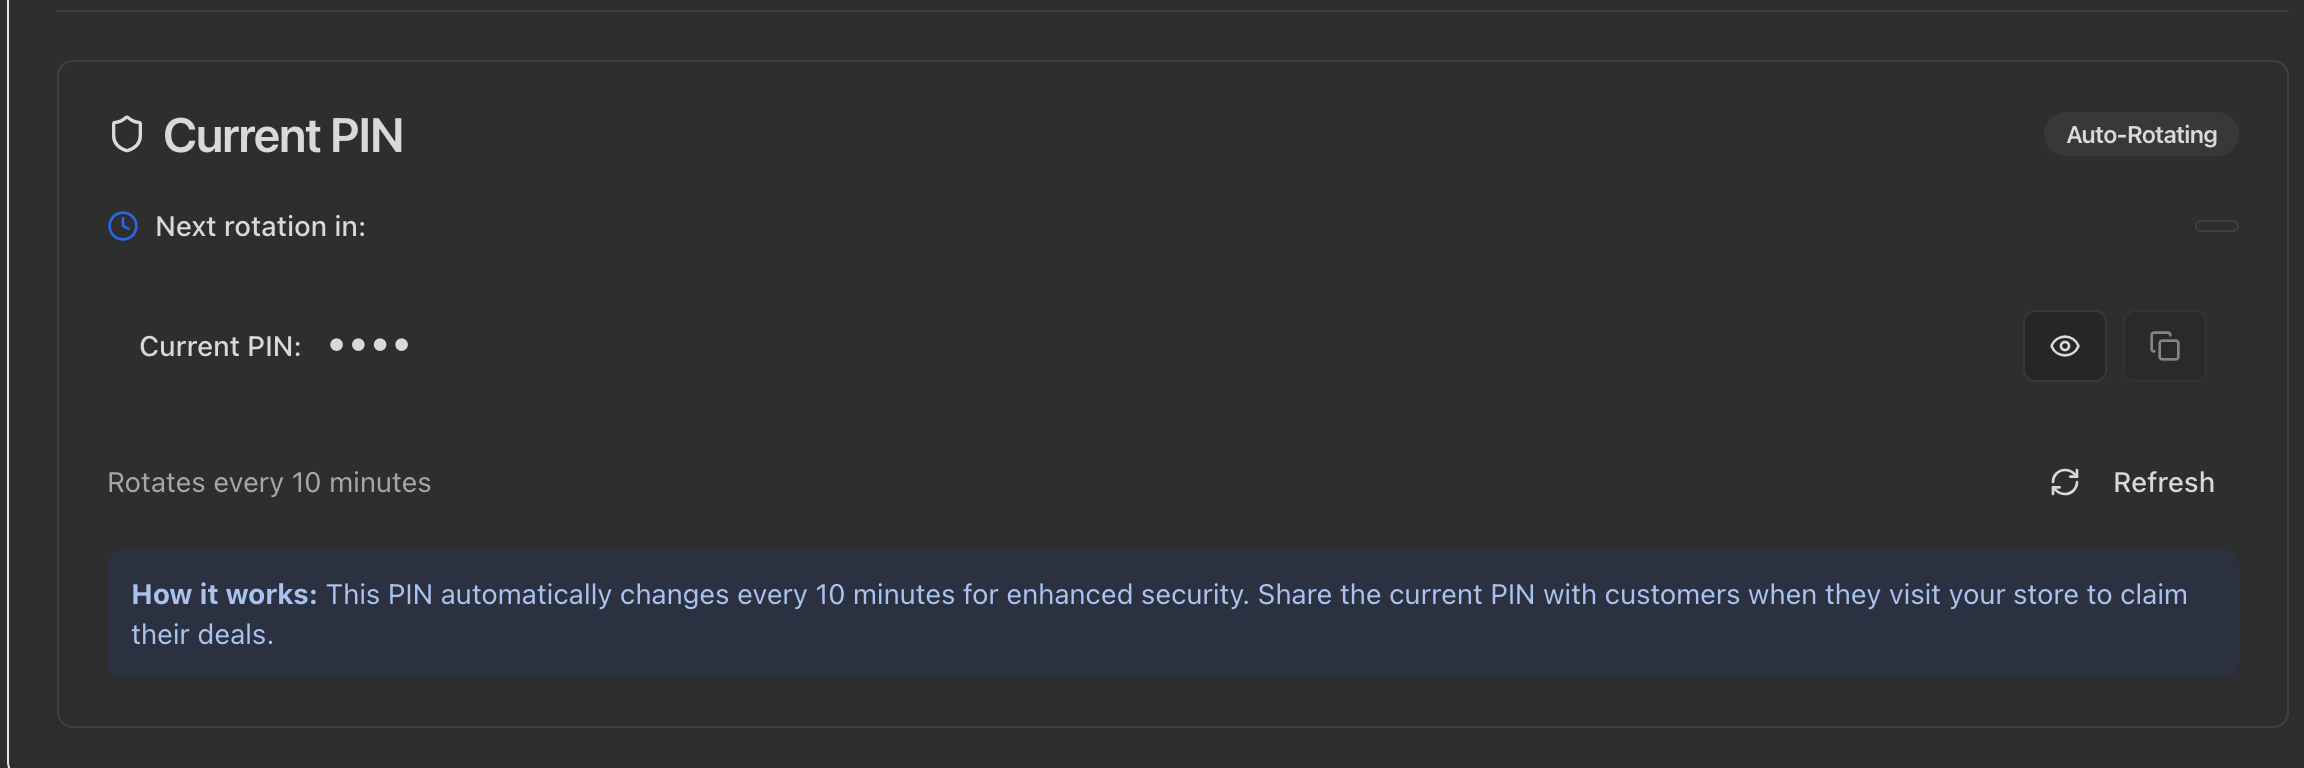 Current PIN
Auto-Rotating
Next rotation in:
Current PIN: ••••
Rotates every 10 minutes
Refresh
How it works: This PIN automatically changes every 10 minutes for enhanced security. Share the current PIN with customers when they visit your store to claim
their deals.